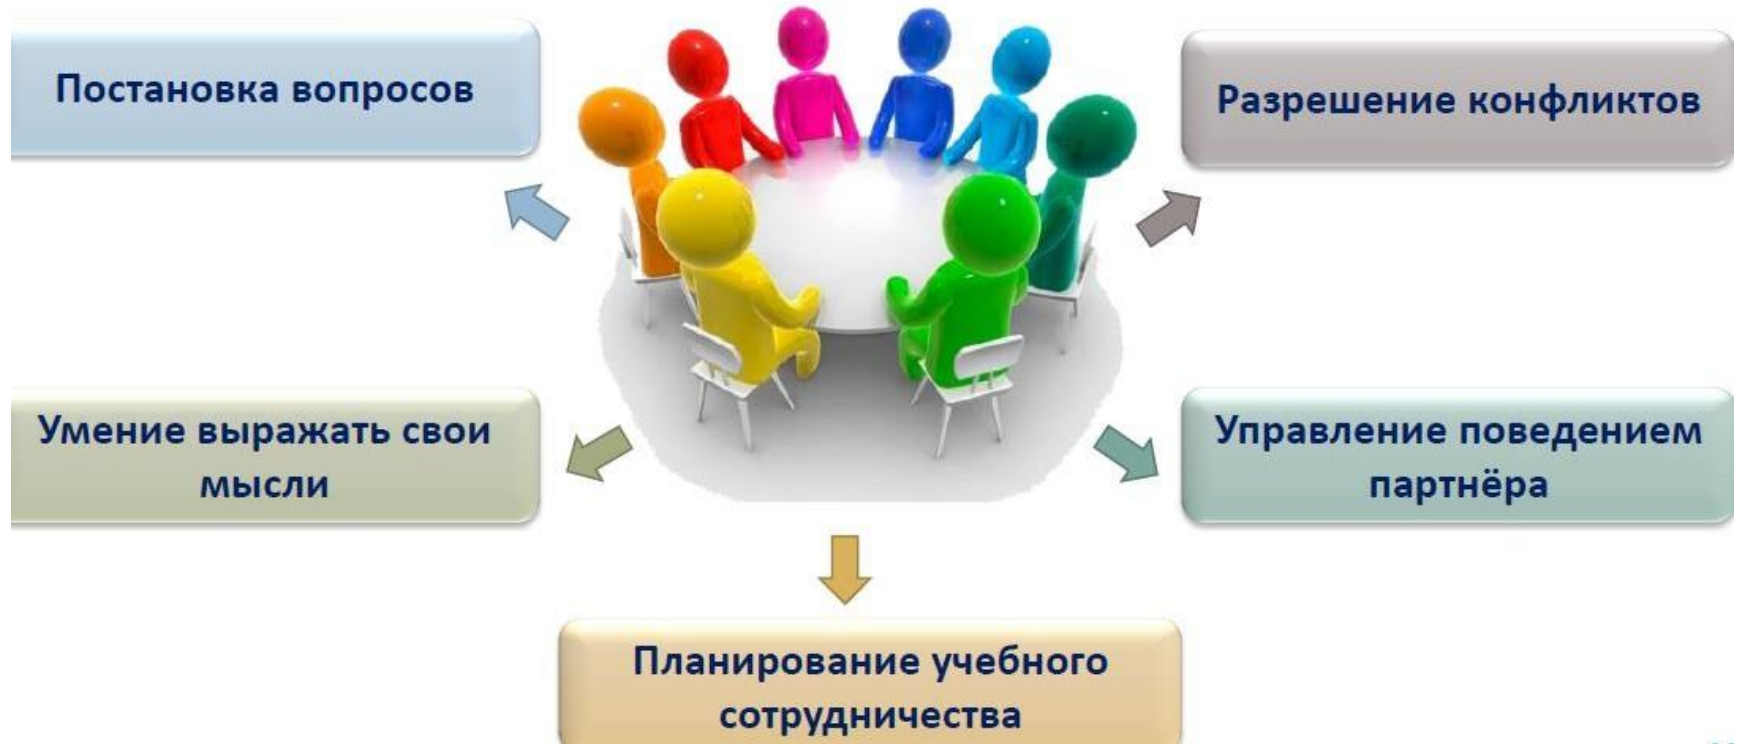 Постановка вопросов
Разрешение конфликтов
Умение выражать свои
мысли
Управление поведением
партнёра
Планирование учебного
сотрудничества